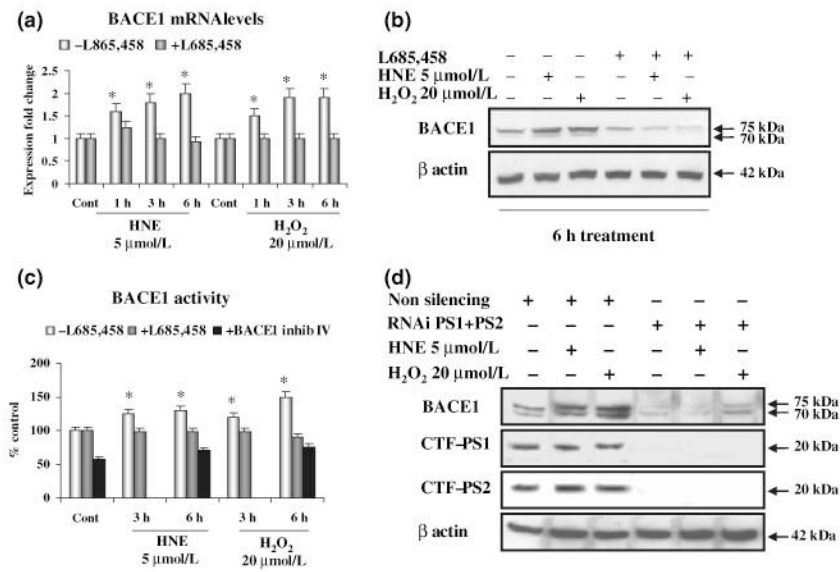 (a)
BACE1 mRNAlevels
–L865,458 +L685,458
Expression fold change
2.5
2
1.5
1
0.5
0
* * * * * *
Cont 1 h 3 h 6 h Cont 1 h 3 h 6 h
HNE H₂O₂
5 μmol/L 20 μmol/L
(b)
L685,458 – – – + + +
HNE 5 μmol/L – + – – + –
H₂O₂ 20 μmol/L – – + – – +
BACE1 75 kDa
70 kDa
β actin 42 kDa
6 h treatment
(c)
BACE1 activity
–L685,458 +L685,458 +BACE1 inhib IV
% control
200
150
100
50
0
* * * *
Cont 3 h 6 h 3 h 6 h
HNE H₂O₂
5 μmol/L 20 μmol/L
(d)
Non silencing + + + – – –
RNAi PS1+PS2 – – – + + +
HNE 5 μmol/L – + – – + –
H₂O₂ 20 μmol/L – – + – – +
BACE1 75 kDa
70 kDa
CTF–PS1 20 kDa
CTF–PS2 20 kDa
β actin 42 kDa